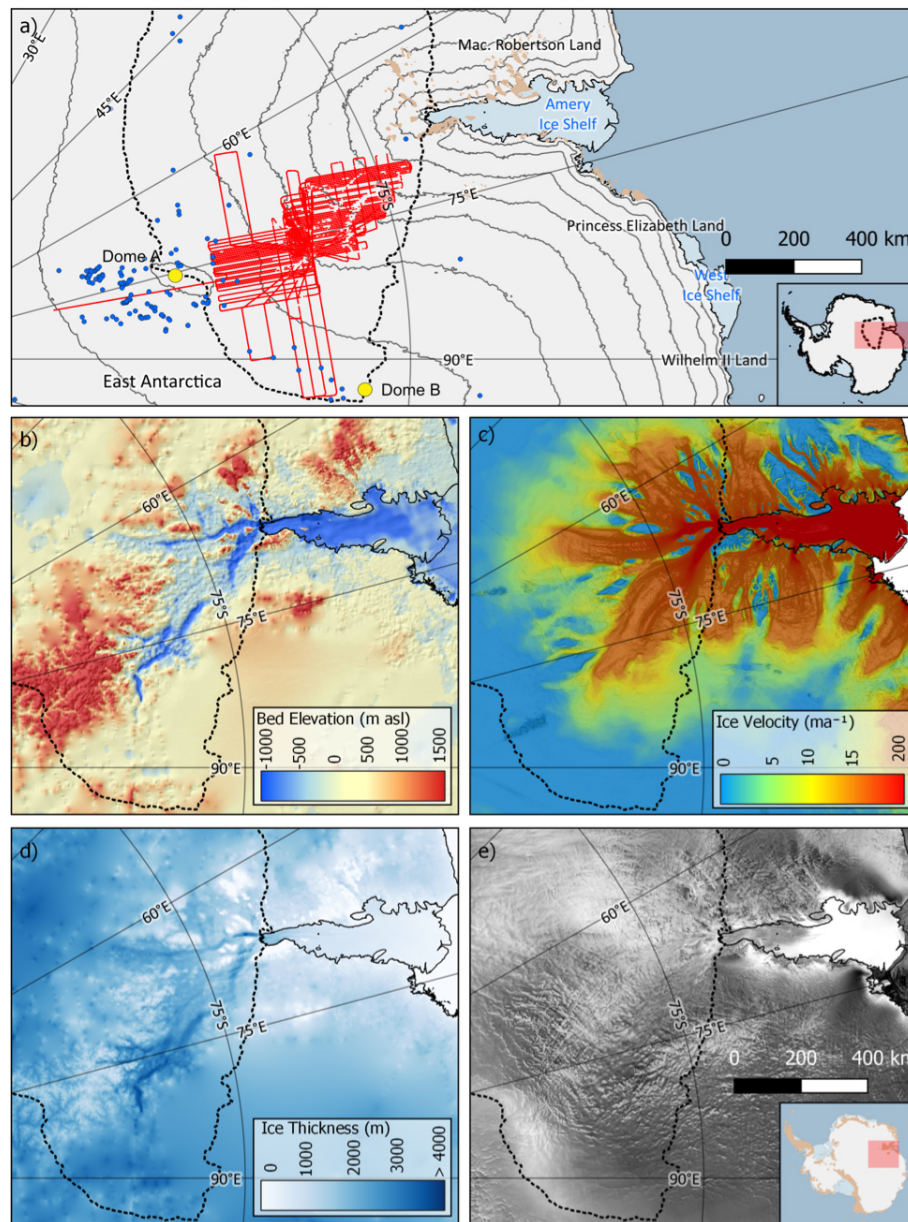 a)
30°E
45°E
60°E
Mac. Robertson Land
Amery
Ice Shelf
75°S
75°E
Princess Elizabeth Land
0 200 400 km
Dome A
West
Ice Shelf
90°E
Wilhelm II Land
East Antarctica
Dome B
b)
60°E
75°S
75°E
90°E
Bed Elevation (m asl)
-1000 -500 0 500 1000 1500
c)
60°E
75°S
75°E
90°E
Ice Velocity (ma⁻¹)
0 5 10 15 200
d)
60°E
75°S
75°E
90°E
Ice Thickness (m)
0 1000 2000 3000 > 4000
e)
60°E
75°S
75°E
0 200 400 km
90°E